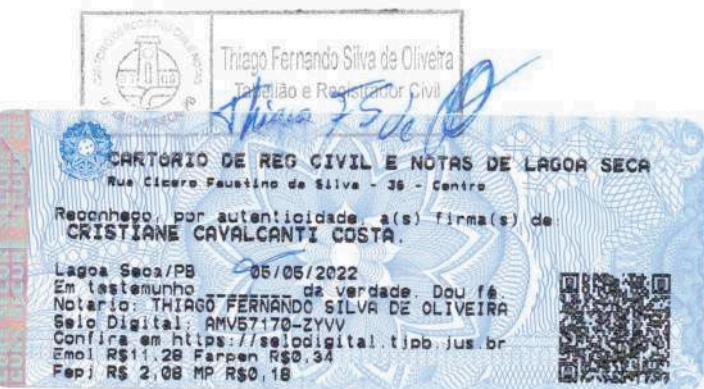 Thiago Fernando Silva de Oliveira
Tabelião e Registrador Civil
CARTORIO DE REG CIVIL E NOTAS DE LAGOA SECA
Rua Cicero Faustino da Silva - 36 - Centro
Reconheço, por autenticidade, a(s) firma(s) de:
CRISTIANE CAVALCANTI COSTA.
Lagoa Seca/PB 05/05/2022
Em testemunho ________ da verdade. Dou fé.
Notario: THIAGO FERNANDO SILVA DE OLIVEIRA
Selo Digital: AMV57170-ZYVV
Confira em https://selodigital.tjpb.jus.br
Emol R$11,28 Farpen R$0,34
Fepj R$ 2,08 MP R$0,18